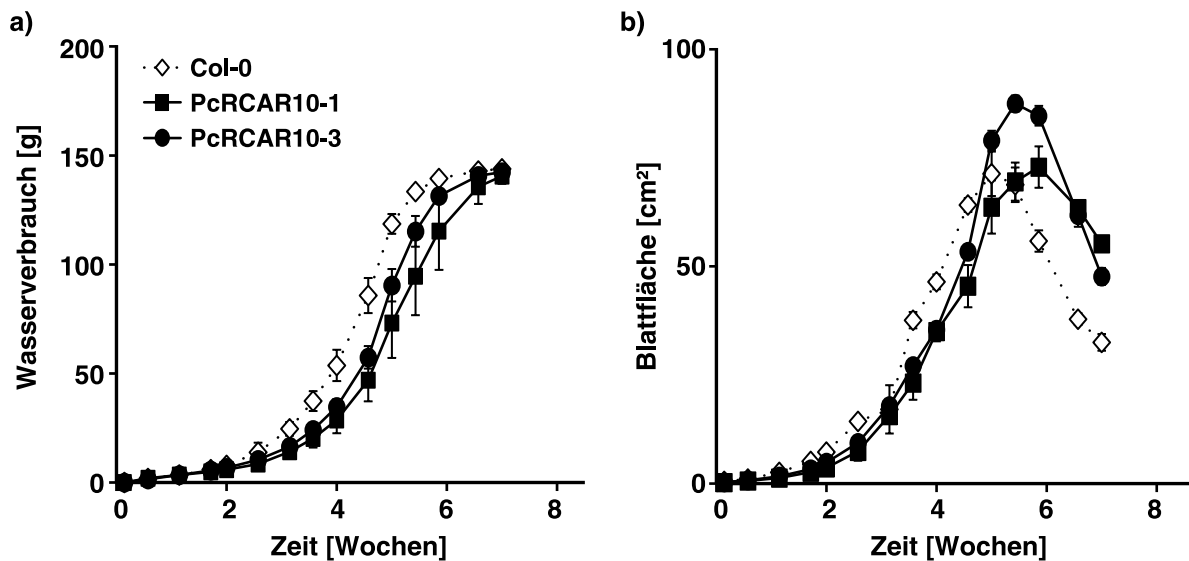 a)
200
150
100
50
0
Wasserverbrauch [g]
Col-0
PcRCAR10-1
PcRCAR10-3
0 2 4 6 8
Zeit [Wochen]
b)
100
50
0
Blattfläche [cm²]
0 2 4 6 8
Zeit [Wochen]